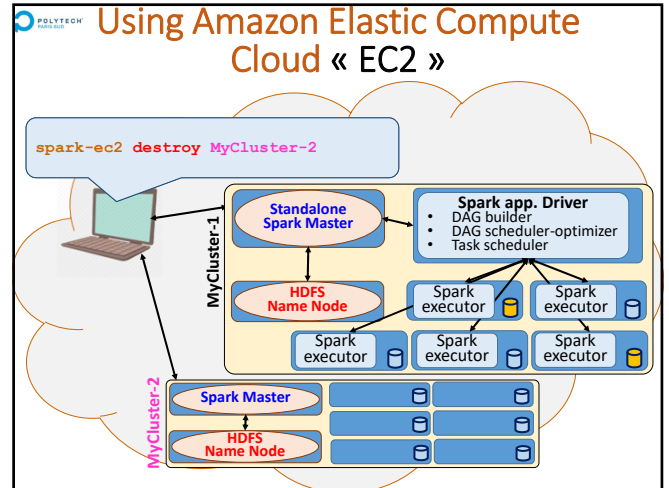 POLYTECH'
PARIS-SUD
Using Amazon Elastic Compute
Cloud « EC2 »
spark-ec2 destroy MyCluster-2
MyCluster-1
Standalone
Spark Master
Spark app. Driver
• DAG builder
• DAG scheduler-optimizer
• Task scheduler
HDFS
Name Node
Spark
executor
Spark
executor
Spark
executor
Spark
executor
Spark
executor
MyCluster-2
Spark Master
HDFS
Name Node